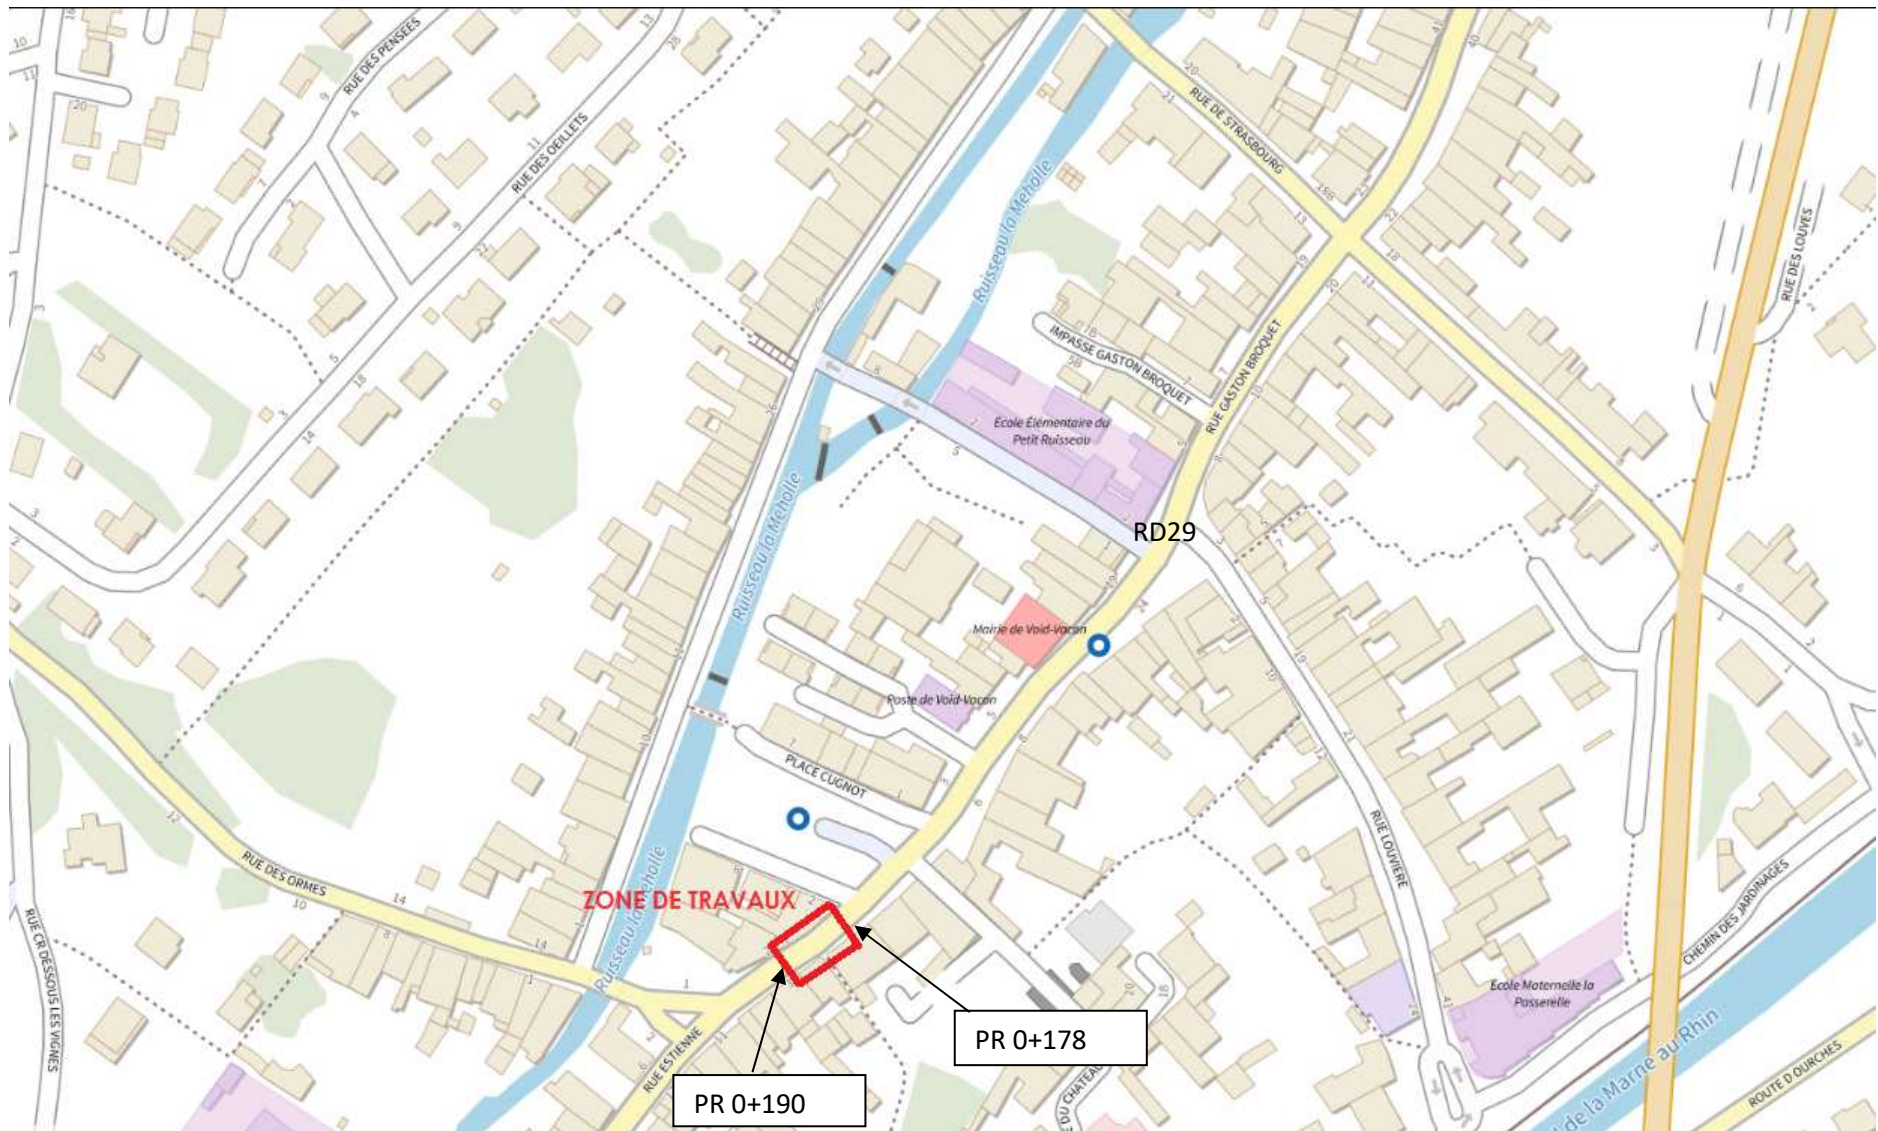 RUE DES PENSÉES
RUE DES OEILLETS
RUE DE STRASBOURG
Ruisseau la Meholle
RUE DES LOUVES
IMPASSE GASTON BROQUET
RUE GASTON BROQUET
École Élémentaire du
Petit Ruisseau
Ruisseau la Meholle
RD29
Mairie de Void-Vacon
Poste de Void-Vacon
PLACE CUGNOT
RUE LOUVIERE
RUE DES ORMES
ZONE DE TRAVAUX
Ruisseau la Meholle
CHEMIN DES JARDINAGES
RUE CR DESSOUS LES VIGNES
Ecole Maternelle la
Passerelle
PR 0+178
RUE ESTIENNE
PR 0+190
E DU CHATEAU
l de la Marne au Rhin
ROUTE D OURCHES